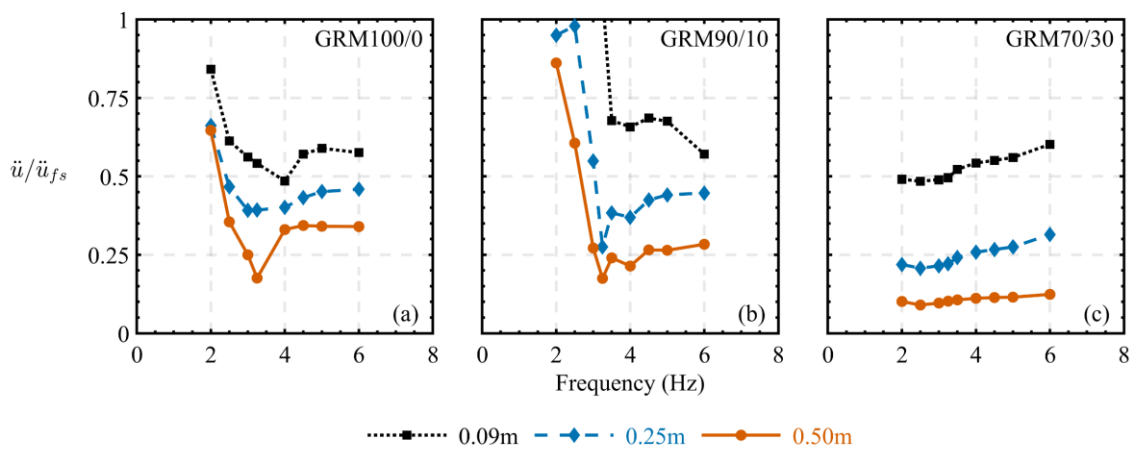 GRM100/0
GRM90/10
GRM70/30
1
0.75
ü/ü_fs
0.5
0.25
0
(a)
(b)
(c)
0 2 4 6 8
0 2 4 6 8
0 2 4 6 8
Frequency (Hz)
0.09m
0.25m
0.50m